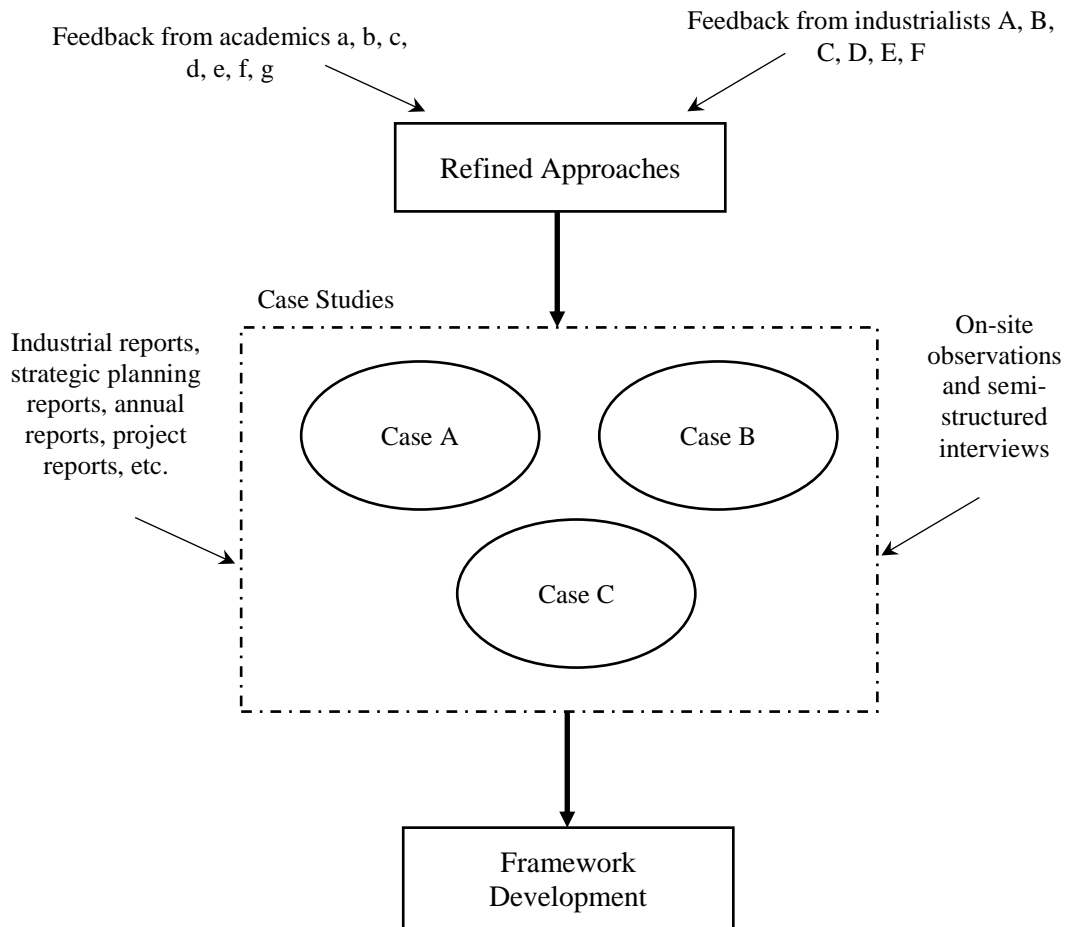 Feedback from academics a, b, c,
d, e, f, g
Feedback from industrialists A, B,
C, D, E, F
Refined Approaches
Case Studies
Industrial reports,
strategic planning
reports, annual
reports, project
reports, etc.
Case A
Case B
On-site
observations
and semi-
structured
interviews
Case C
Framework
Development